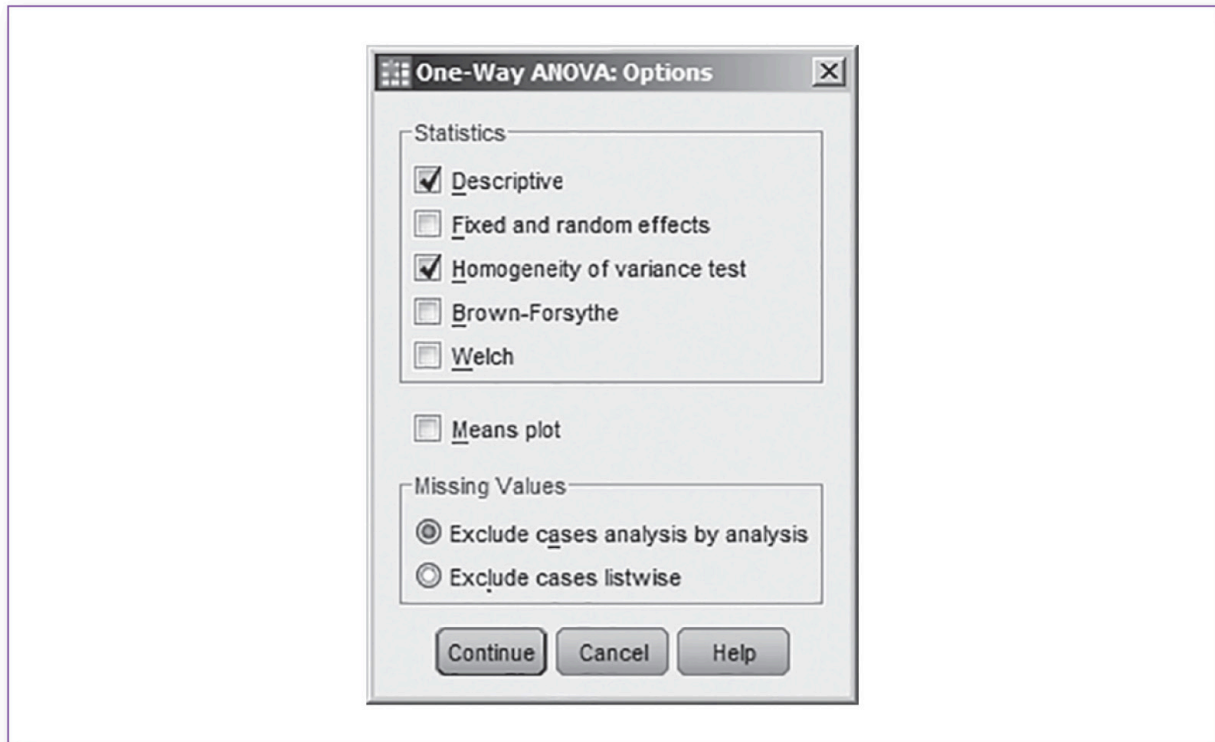 One-Way ANOVA: Options
Statistics
Descriptive
Fixed and random effects
Homogeneity of variance test
Brown-Forsythe
Welch
Means plot
Missing Values
Exclude cases analysis by analysis
Exclude cases listwise
Continue Cancel Help